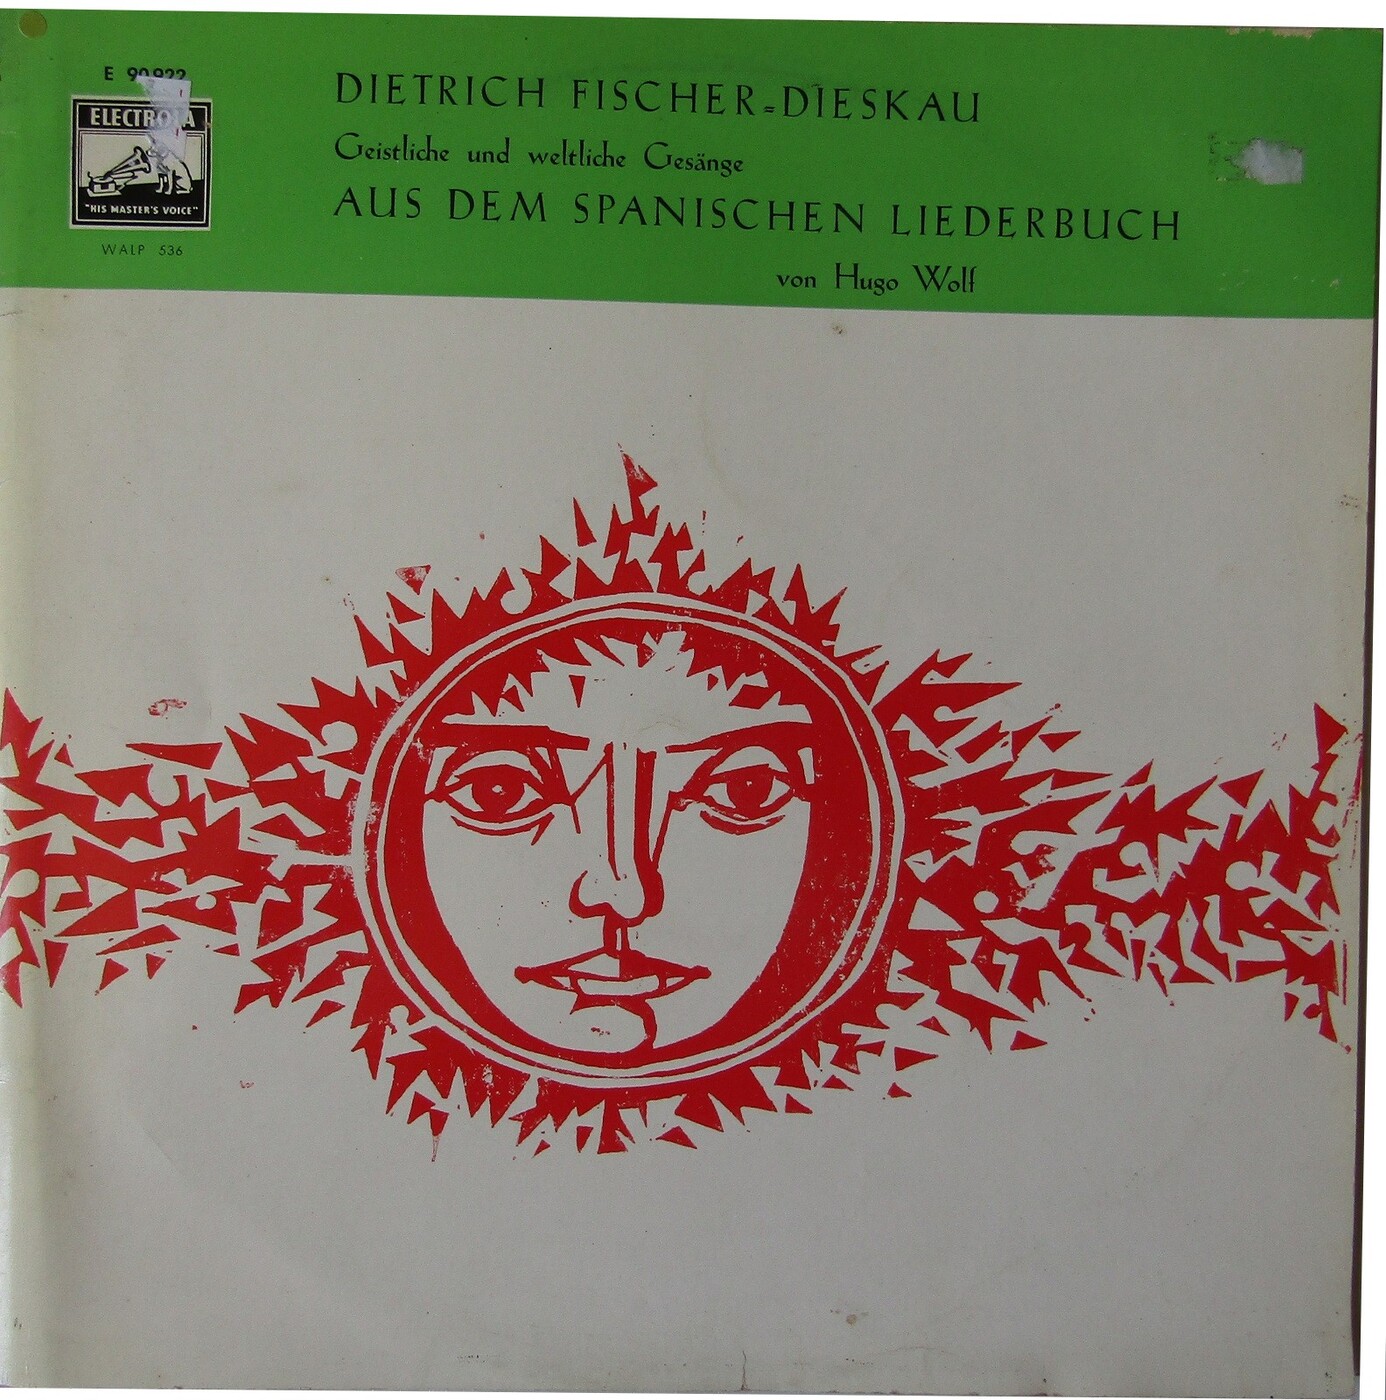 E 90922
ELECTROLA
"HIS MASTER'S VOICE"
WALP 536
DIETRICH FISCHER=DIESKAU
Geistliche und weltliche Gesänge
AUS DEM SPANISCHEN LIEDERBUCH
von Hugo Wolf